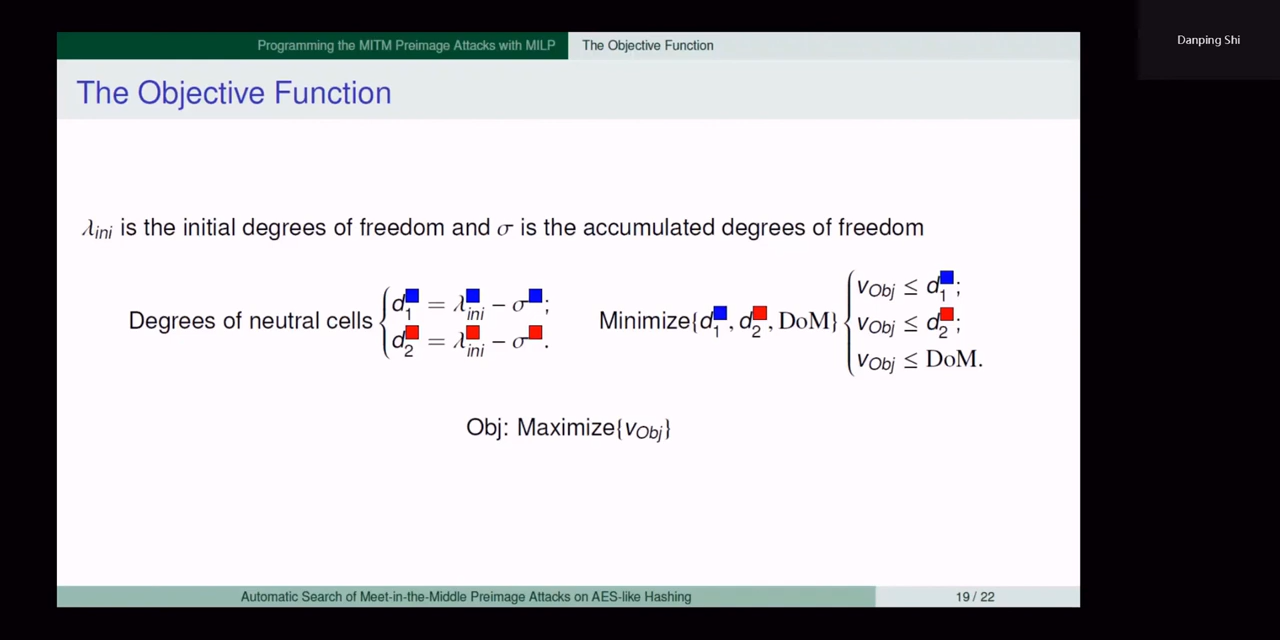 Programming the MITM Preimage Attacks with MILP The Objective Function
Danping Shi
The Objective Function
λini is the initial degrees of freedom and σ is the accumulated degrees of freedom
Degrees of neutral cells { d1■ = λini■ − σ■; d2■ = λini■ − σ■.
Minimize{d1■, d2■, DoM} { vObj ≤ d1■; vObj ≤ d2■; vObj ≤ DoM.
Obj: Maximize{vObj}
Automatic Search of Meet-in-the-Middle Preimage Attacks on AES-like Hashing 19 / 22